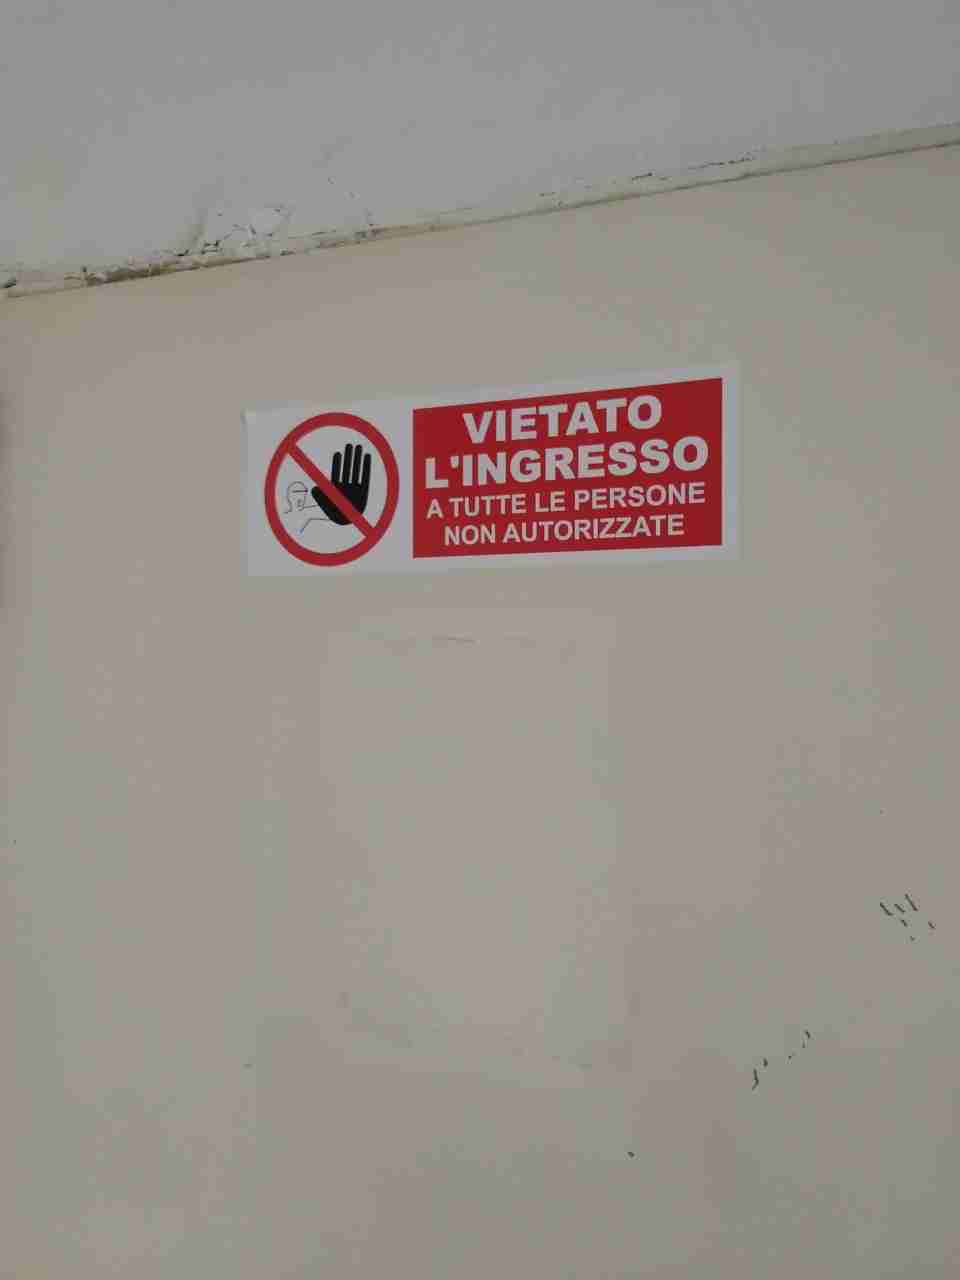 VIETATO
L'INGRESSO
A TUTTE LE PERSONE
NON AUTORIZZATE